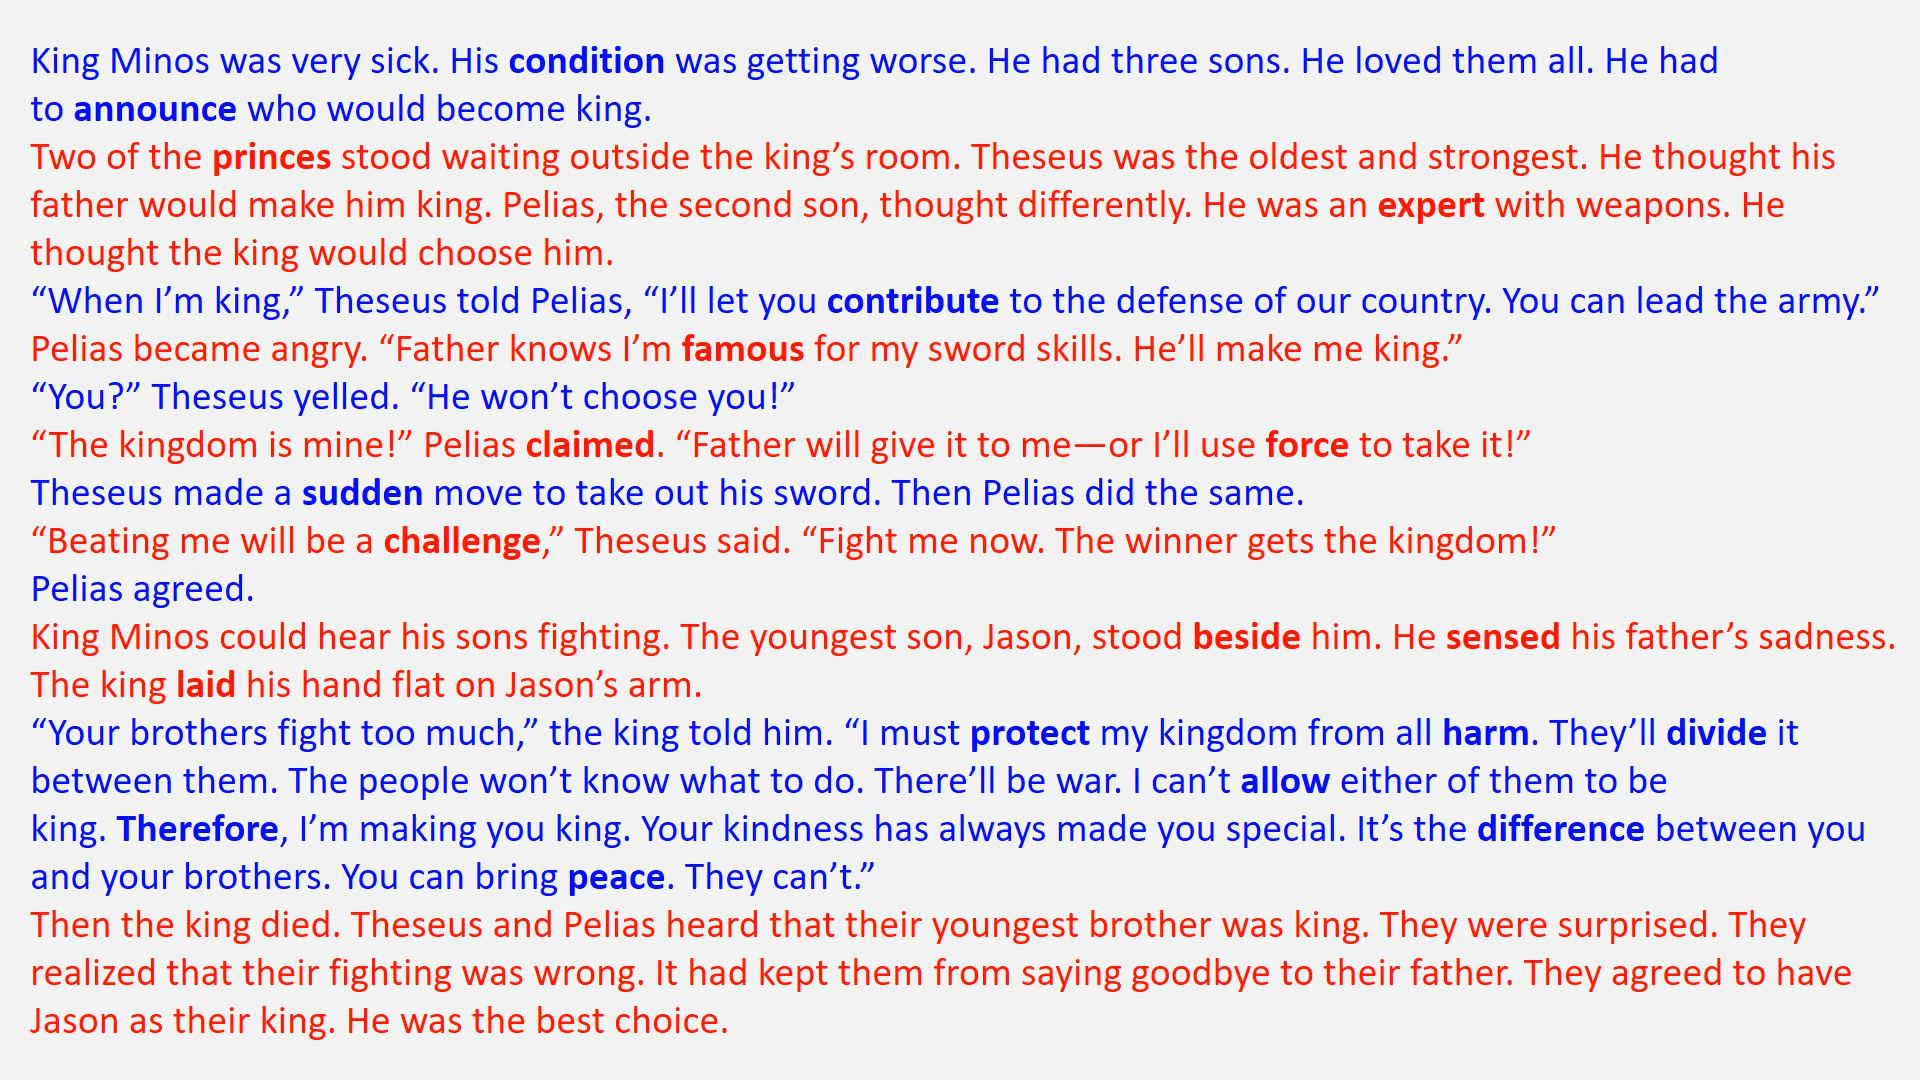 King Minos was very sick. His condition was getting worse. He had three sons. He loved them all. He had
to announce who would become king.
Two of the princes stood waiting outside the king’s room. Theseus was the oldest and strongest. He thought his
father would make him king. Pelias, the second son, thought differently. He was an expert with weapons. He
thought the king would choose him.
“When I’m king,” Theseus told Pelias, “I’ll let you contribute to the defense of our country. You can lead the army.”
Pelias became angry. “Father knows I’m famous for my sword skills. He’ll make me king.”
“You?” Theseus yelled. “He won’t choose you!”
“The kingdom is mine!” Pelias claimed. “Father will give it to me—or I’ll use force to take it!”
Theseus made a sudden move to take out his sword. Then Pelias did the same.
“Beating me will be a challenge,” Theseus said. “Fight me now. The winner gets the kingdom!”
Pelias agreed.
King Minos could hear his sons fighting. The youngest son, Jason, stood beside him. He sensed his father’s sadness.
The king laid his hand flat on Jason’s arm.
“Your brothers fight too much,” the king told him. “I must protect my kingdom from all harm. They’ll divide it
between them. The people won’t know what to do. There’ll be war. I can’t allow either of them to be
king. Therefore, I’m making you king. Your kindness has always made you special. It’s the difference between you
and your brothers. You can bring peace. They can’t.”
Then the king died. Theseus and Pelias heard that their youngest brother was king. They were surprised. They
realized that their fighting was wrong. It had kept them from saying goodbye to their father. They agreed to have
Jason as their king. He was the best choice.